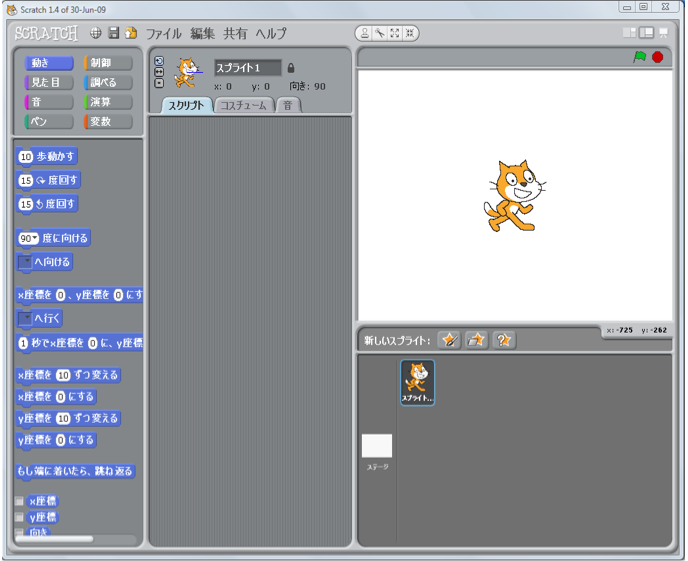 Scratch 1.4 of 30-Jun-09
SCRATCH ファイル 編集 共有 ヘルプ
動き 制御
見た目 調べる
音 演算
ペン 変数
スプライト1
x: 0 y: 0 向き: 90
スクリプト コスチューム 音
10 歩動かす
15 度回す
15 度回す
90 度に向ける
へ向ける
x座標を 0 、y座標を 0 にす
へ行く
1 秒でx座標を 0 に、y座標
x座標を 10 ずつ変える
x座標を 0 にする
y座標を 10 ずつ変える
y座標を 0 にする
もし端に着いたら、跳ね返る
x座標
y座標
向き
x: -725 y: -262
新しいスプライト:
スプライト...
ステージ